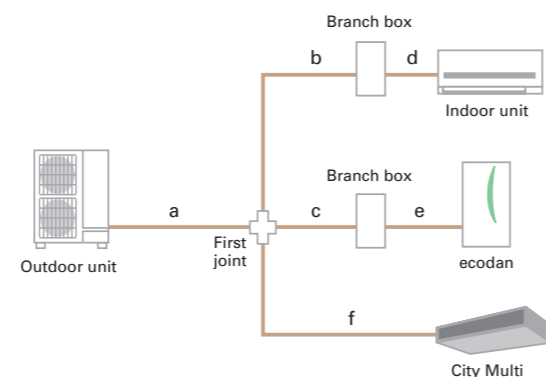 Branch box
b
d
Indoor unit
Branch box
a
c
e
First
joint
Outdoor unit
ecodan
f
City Multi